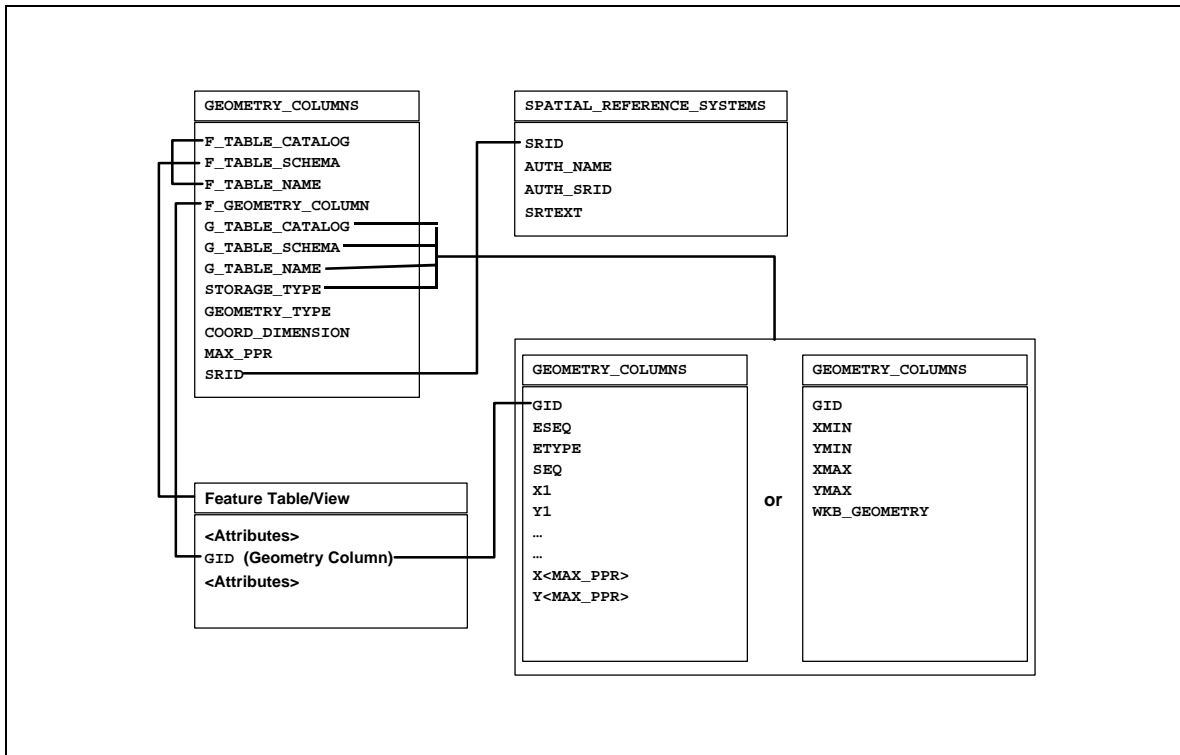 GEOMETRY_COLUMNS
F_TABLE_CATALOG
F_TABLE_SCHEMA
F_TABLE_NAME
F_GEOMETRY_COLUMN
G_TABLE_CATALOG
G_TABLE_SCHEMA
G_TABLE_NAME
STORAGE_TYPE
GEOMETRY_TYPE
COORD_DIMENSION
MAX_PPR
SRID
SPATIAL_REFERENCE_SYSTEMS
SRID
AUTH_NAME
AUTH_SRID
SRTEXT
Feature Table/View
<Attributes>
GID (Geometry Column)
<Attributes>
GEOMETRY_COLUMNS
GID
ESEQ
ETYPE
SEQ
X1
Y1
…
…
X<MAX_PPR>
Y<MAX_PPR>
or
GEOMETRY_COLUMNS
GID
XMIN
YMIN
XMAX
YMAX
WKB_GEOMETRY